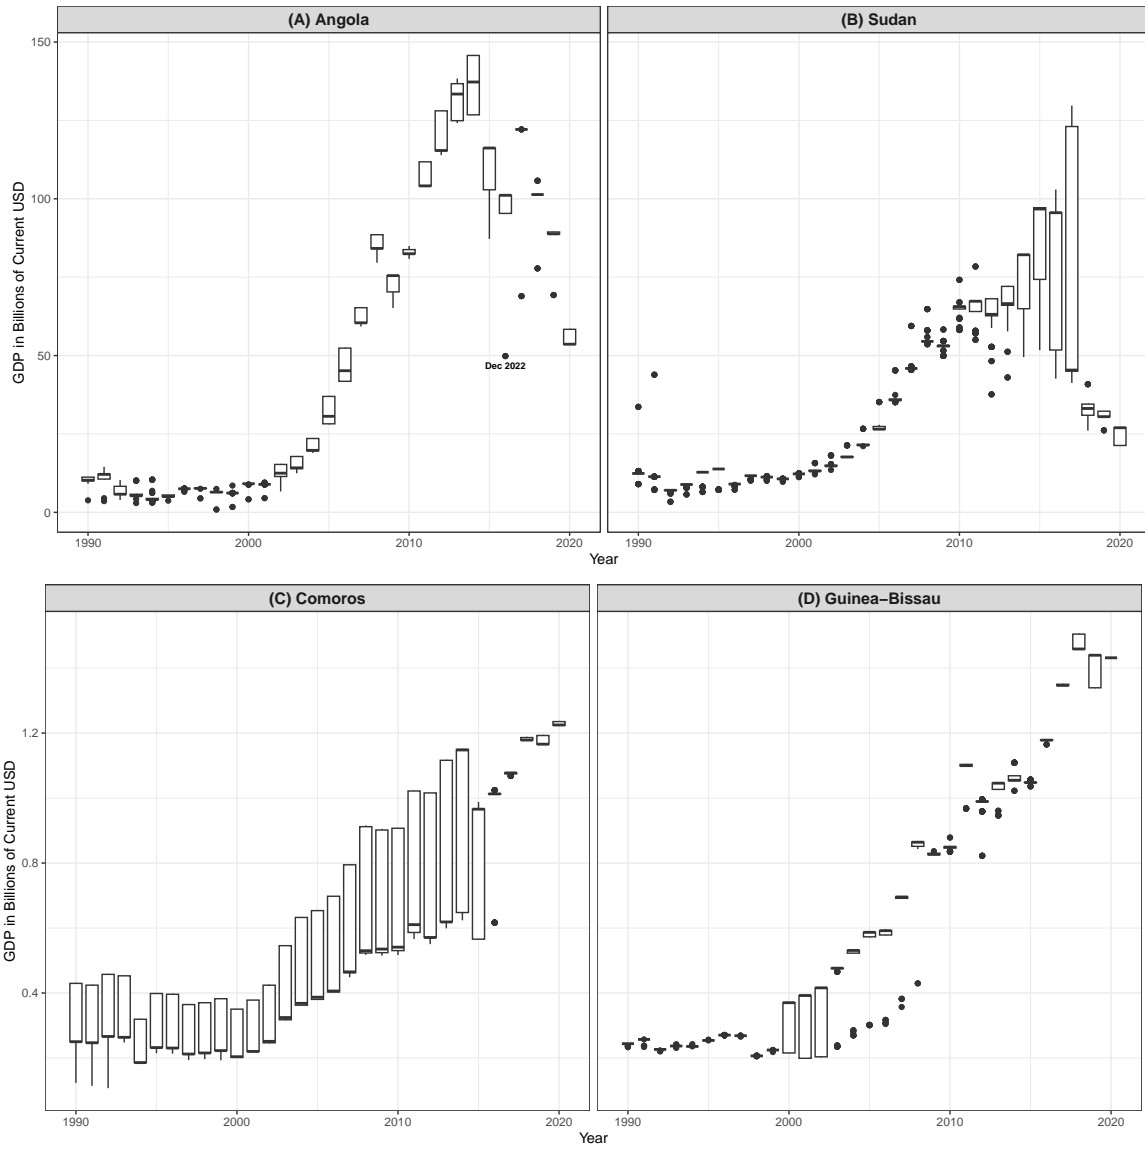 (A) Angola
(B) Sudan
GDP in Billions of Current USD
150
100
50
0
Dec 2022
1990
2000
2010
2020
1990
2000
2010
2020
Year
(C) Comoros
(D) Guinea−Bissau
GDP in Billions of Current USD
1.2
0.8
0.4
1990
2000
2010
2020
1990
2000
2010
2020
Year